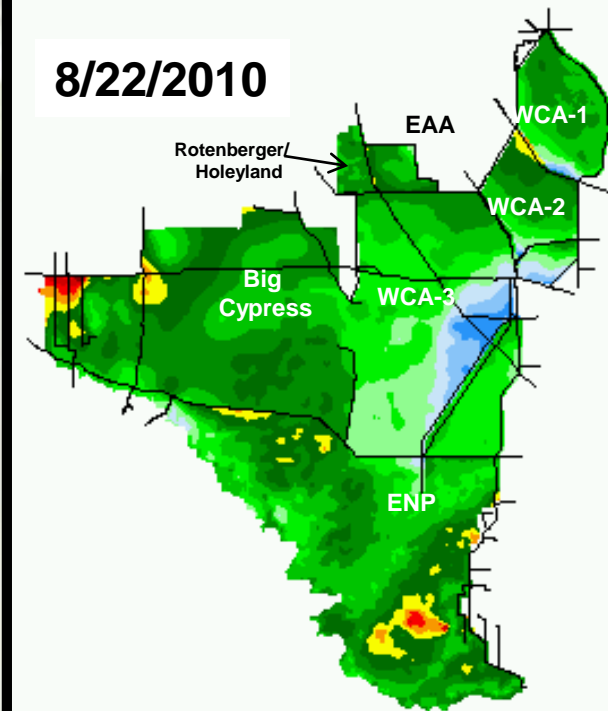 8/22/2010
WCA-1
EAA
Rotenberger/
Holeyland
WCA-2
Big
Cypress
WCA-3
ENP